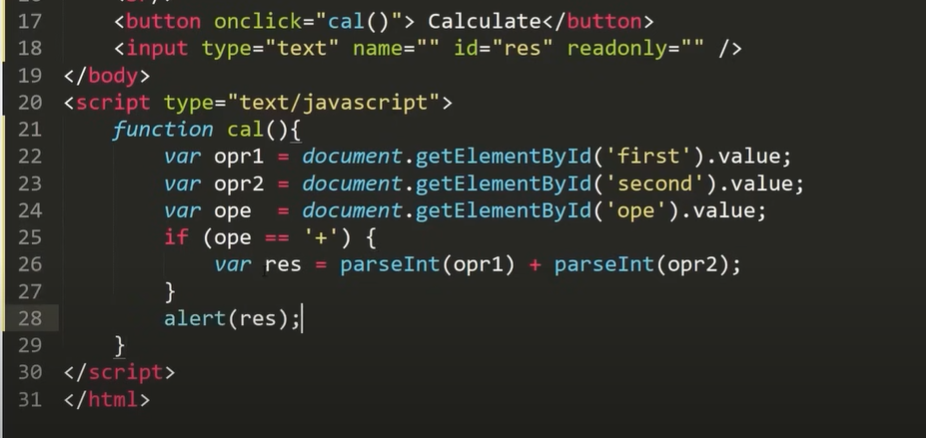 17 <button onclick="cal()"> Calculate</button>
18 <input type="text" name="" id="res" readonly="" />
19 </body>
20 <script type="text/javascript">
21 function cal(){
22 var opr1 = document.getElementById('first').value;
23 var opr2 = document.getElementById('second').value;
24 var ope  = document.getElementById('ope').value;
25 if (ope == '+') {
26 var res = parseInt(opr1) + parseInt(opr2);
27 }
28 alert(res);
29 }
30 </script>
31 </html>